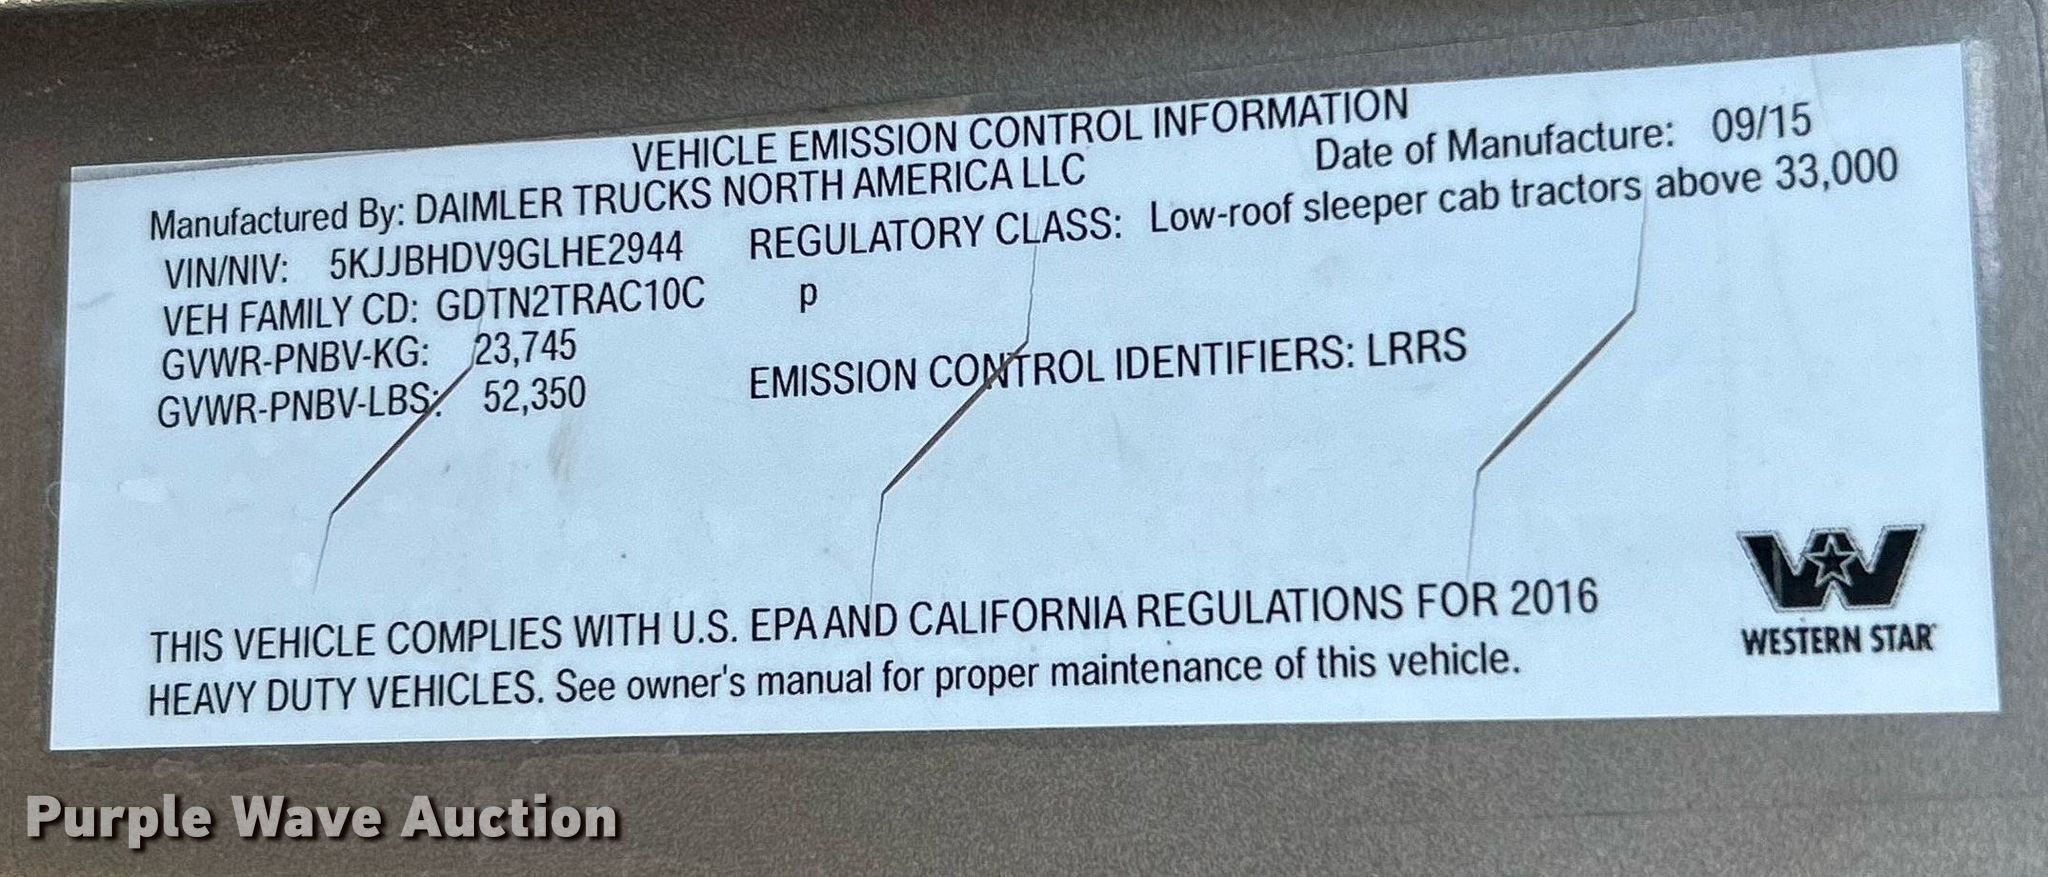 VEHICLE EMISSION CONTROL INFORMATION
Manufactured By: DAIMLER TRUCKS NORTH AMERICA LLC Date of Manufacture: 09/15
VIN/NIV: 5KJJBHDV9GLHE2944 REGULATORY CLASS: Low-roof sleeper cab tractors above 33,000
VEH FAMILY CD: GDTN2TRAC10C p
GVWR-PNBV-KG: 23,745
GVWR-PNBV-LBS: 52,350 EMISSION CONTROL IDENTIFIERS: LRRS
THIS VEHICLE COMPLIES WITH U.S. EPA AND CALIFORNIA REGULATIONS FOR 2016
HEAVY DUTY VEHICLES. See owner's manual for proper maintenance of this vehicle.
WESTERN STAR
Purple Wave Auction